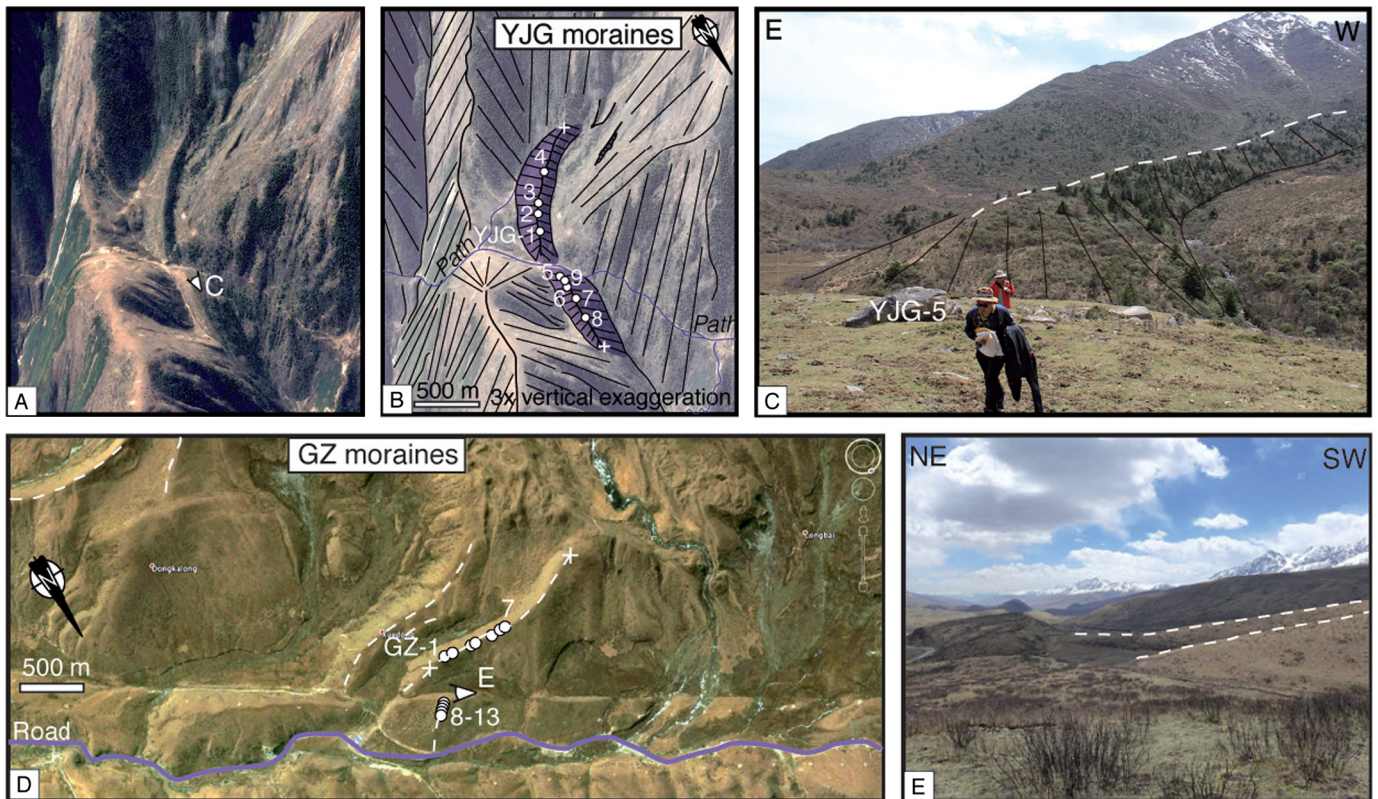 A
C
YJG moraines
N
4
3
2
YJG-1
Path
5
9
6
7
8
Path
500 m
3x vertical exaggeration
B
E
W
YJG-5
C
GZ moraines
N
Dongkalong
Longbai
7
GZ-1
500 m
E
8-13
Road
D
NE
SW
E